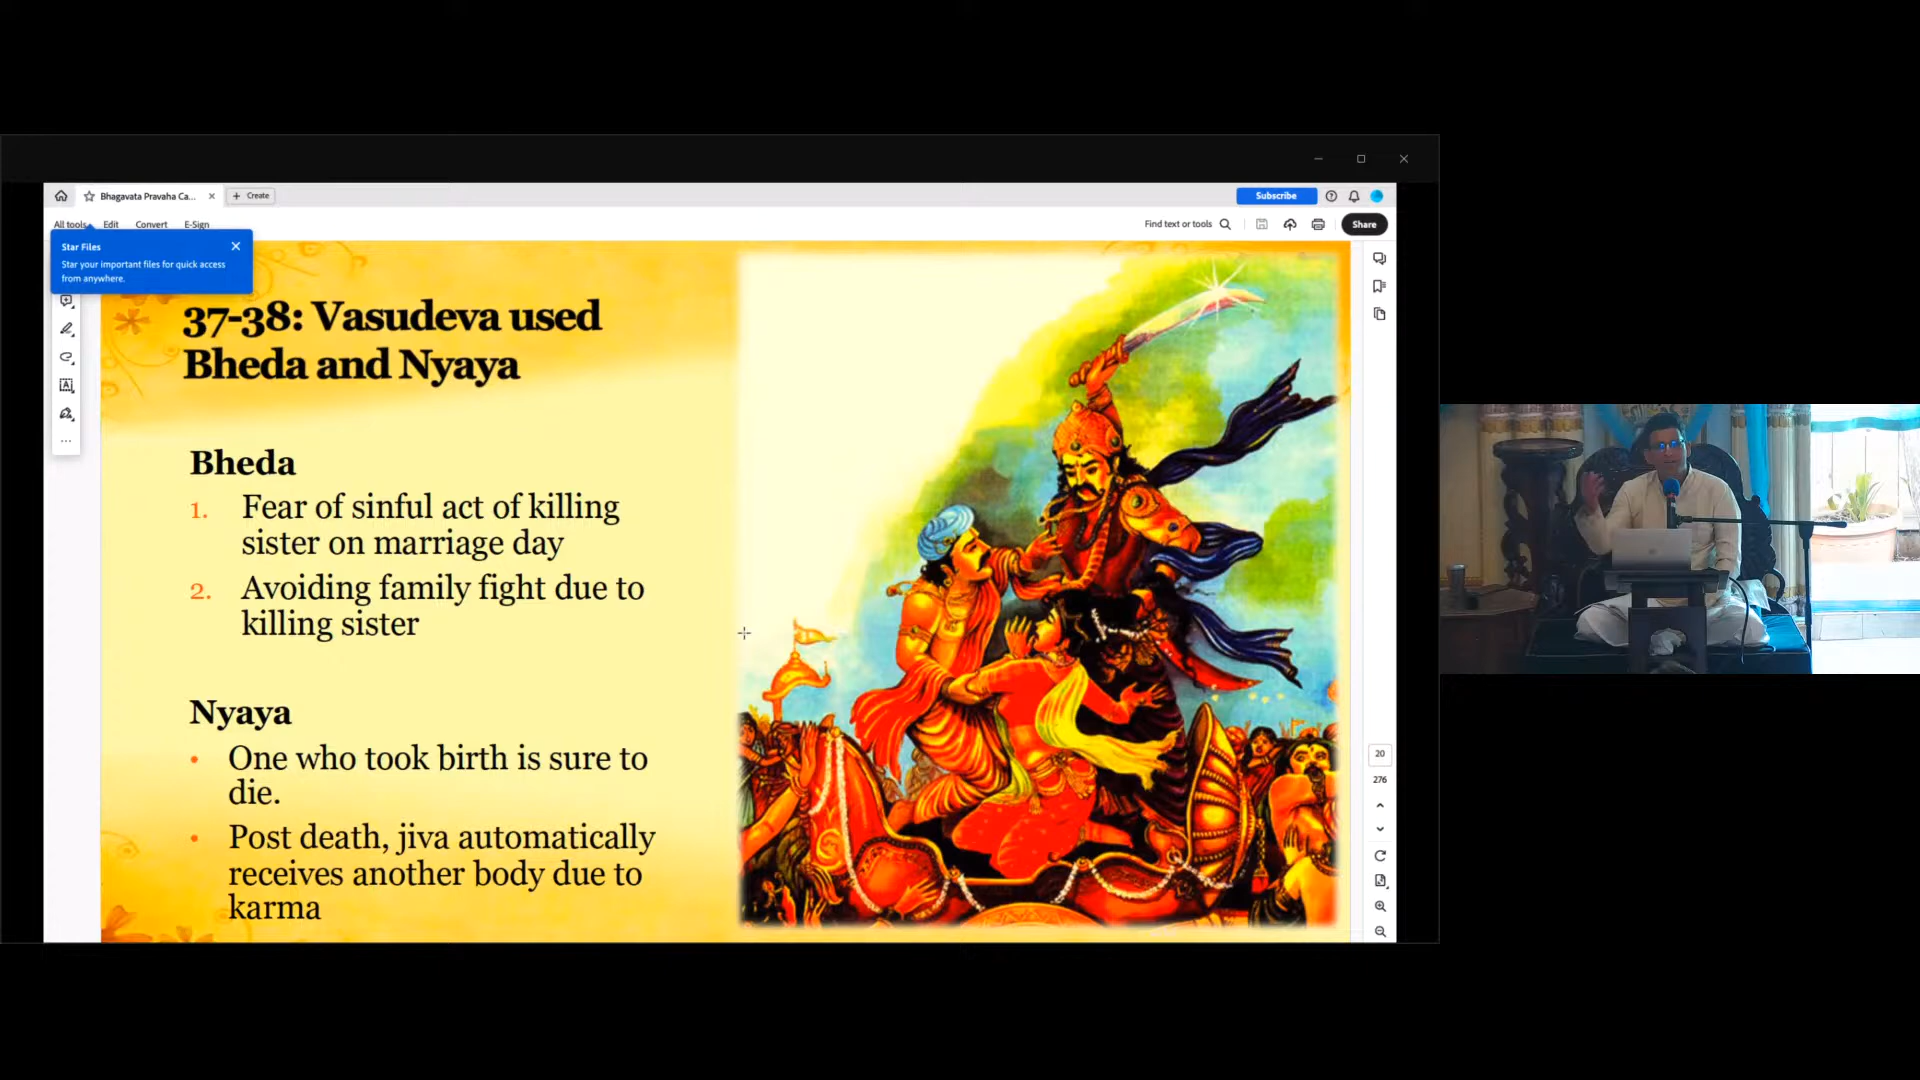 Bhagavata Pravaha Ca...
Create
Subscribe
All tools
Edit
Convert
E-Sign
Find text or tools
Share
Star Files
Star your important files for quick access
from anywhere.
37-38: Vasudeva used
Bheda and Nyaya
Bheda
1. Fear of sinful act of killing
sister on marriage day
2. Avoiding family fight due to
killing sister
Nyaya
• One who took birth is sure to
die.
• Post death, jiva automatically
receives another body due to
karma
20
276